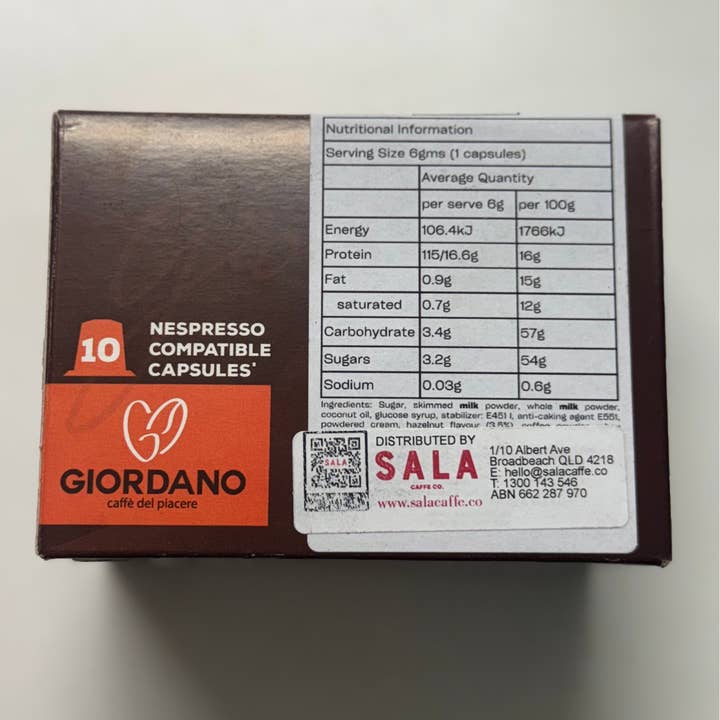 Nutritional Information
Serving Size 6gms (1 capsules)
Average Quantity
per serve 6g per 100g
Energy 106.4kJ 1766kJ
Protein 115/16.6g 16g
Fat 0.9g 15g
saturated 0.7g 12g
Carbohydrate 3.4g 57g
Sugars 3.2g 54g
Sodium 0.03g 0.6g
Ingredients: Sugar, skimmed milk powder, whole milk powder,
coconut oil, glucose syrup, stabilizer: E451 I, anti-caking agent E551,
powdered cream, hazelnut flavour (3.5%)
10
NESPRESSO
COMPATIBLE
CAPSULES*
GIORDANO
caffè del piacere
SALA
DISTRIBUTED BY
SALA
CAFFE CO.
www.salacaffe.co
1/10 Albert Ave
Broadbeach QLD 4218
E: hello@salacaffe.co
T: 1300 143 546
ABN 662 287 970